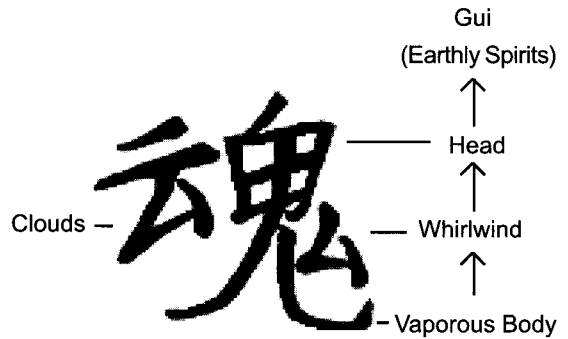 Gui
(Earthly Spirits)
魂
Head
Clouds
Whirlwind
Vaporous Body